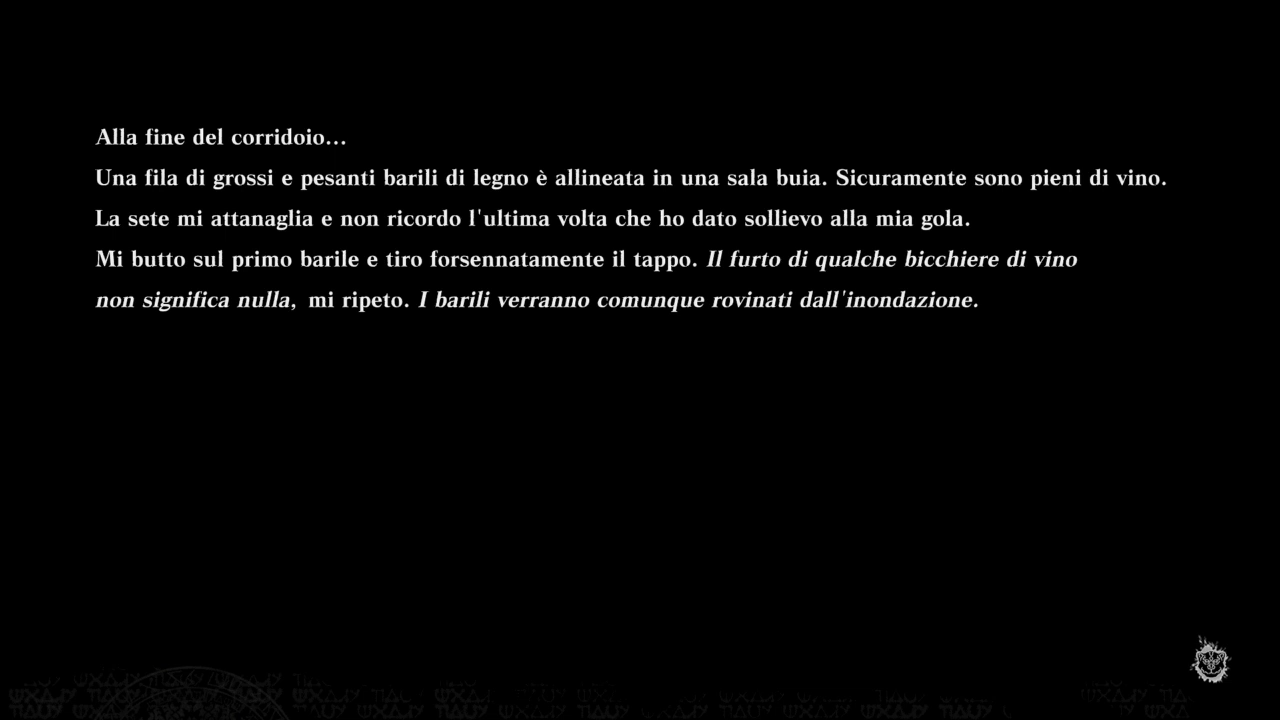 Alla fine del corridoio...
Una fila di grossi e pesanti barili di legno è allineata in una sala buia. Sicuramente sono pieni di vino.
La sete mi attanaglia e non ricordo l'ultima volta che ho dato sollievo alla mia gola.
Mi butto sul primo barile e tiro forsennatamente il tappo. Il furto di qualche bicchiere di vino
non significa nulla, mi ripeto. I barili verranno comunque rovinati dall'inondazione.